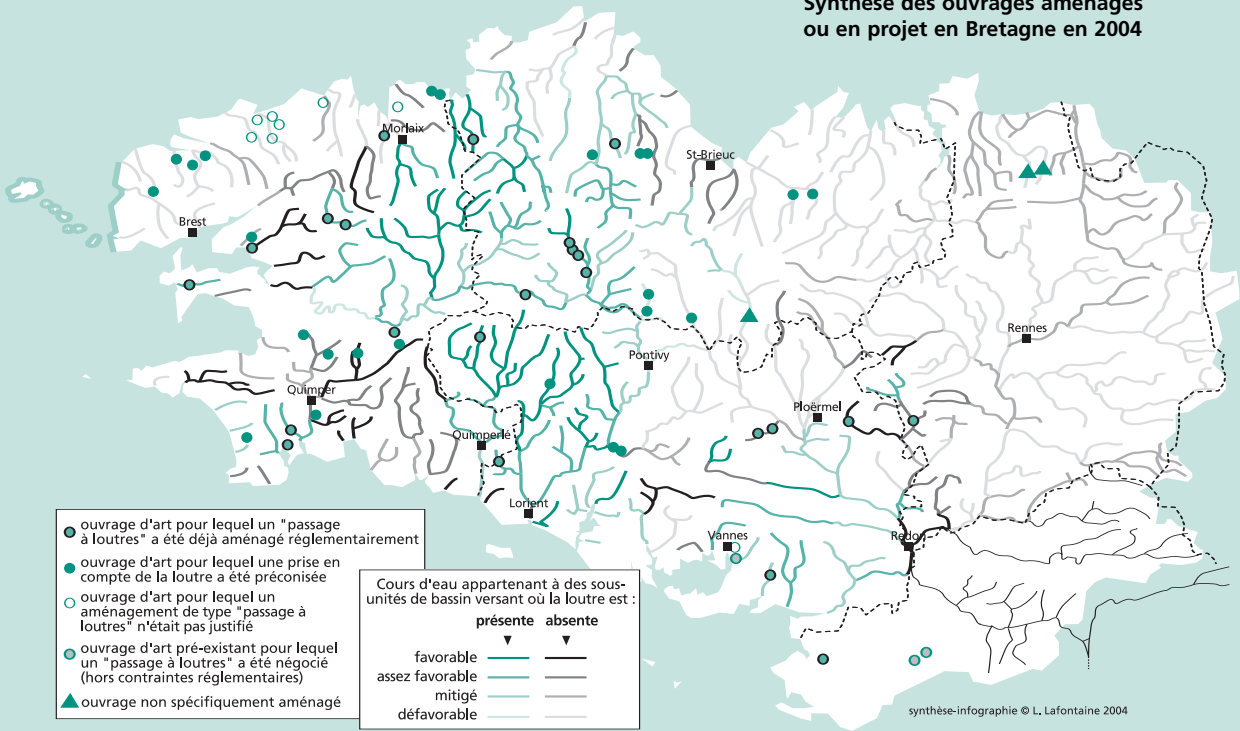 Synthèse des ouvrages aménagés
ou en projet en Bretagne en 2004
Morlaix
St-Brieuc
Brest
Rennes
Pontivy
Quimper
Ploërmel
Quimperlé
Lorient
Vannes
Redon
ouvrage d'art pour lequel un "passage
à loutres" a été déjà aménagé réglementairement
ouvrage d'art pour lequel une prise en
compte de la loutre a été préconisée
ouvrage d'art pour lequel un
aménagement de type "passage à
loutres" n'était pas justifié
ouvrage d'art pré-existant pour lequel
un "passage à loutres" a été négocié
(hors contraintes réglementaires)
ouvrage non spécifiquement aménagé
Cours d'eau appartenant à des sous-
unités de bassin versant où la loutre est :
présente absente
favorable
assez favorable
mitigé
défavorable
synthèse-infographie © L. Lafontaine 2004